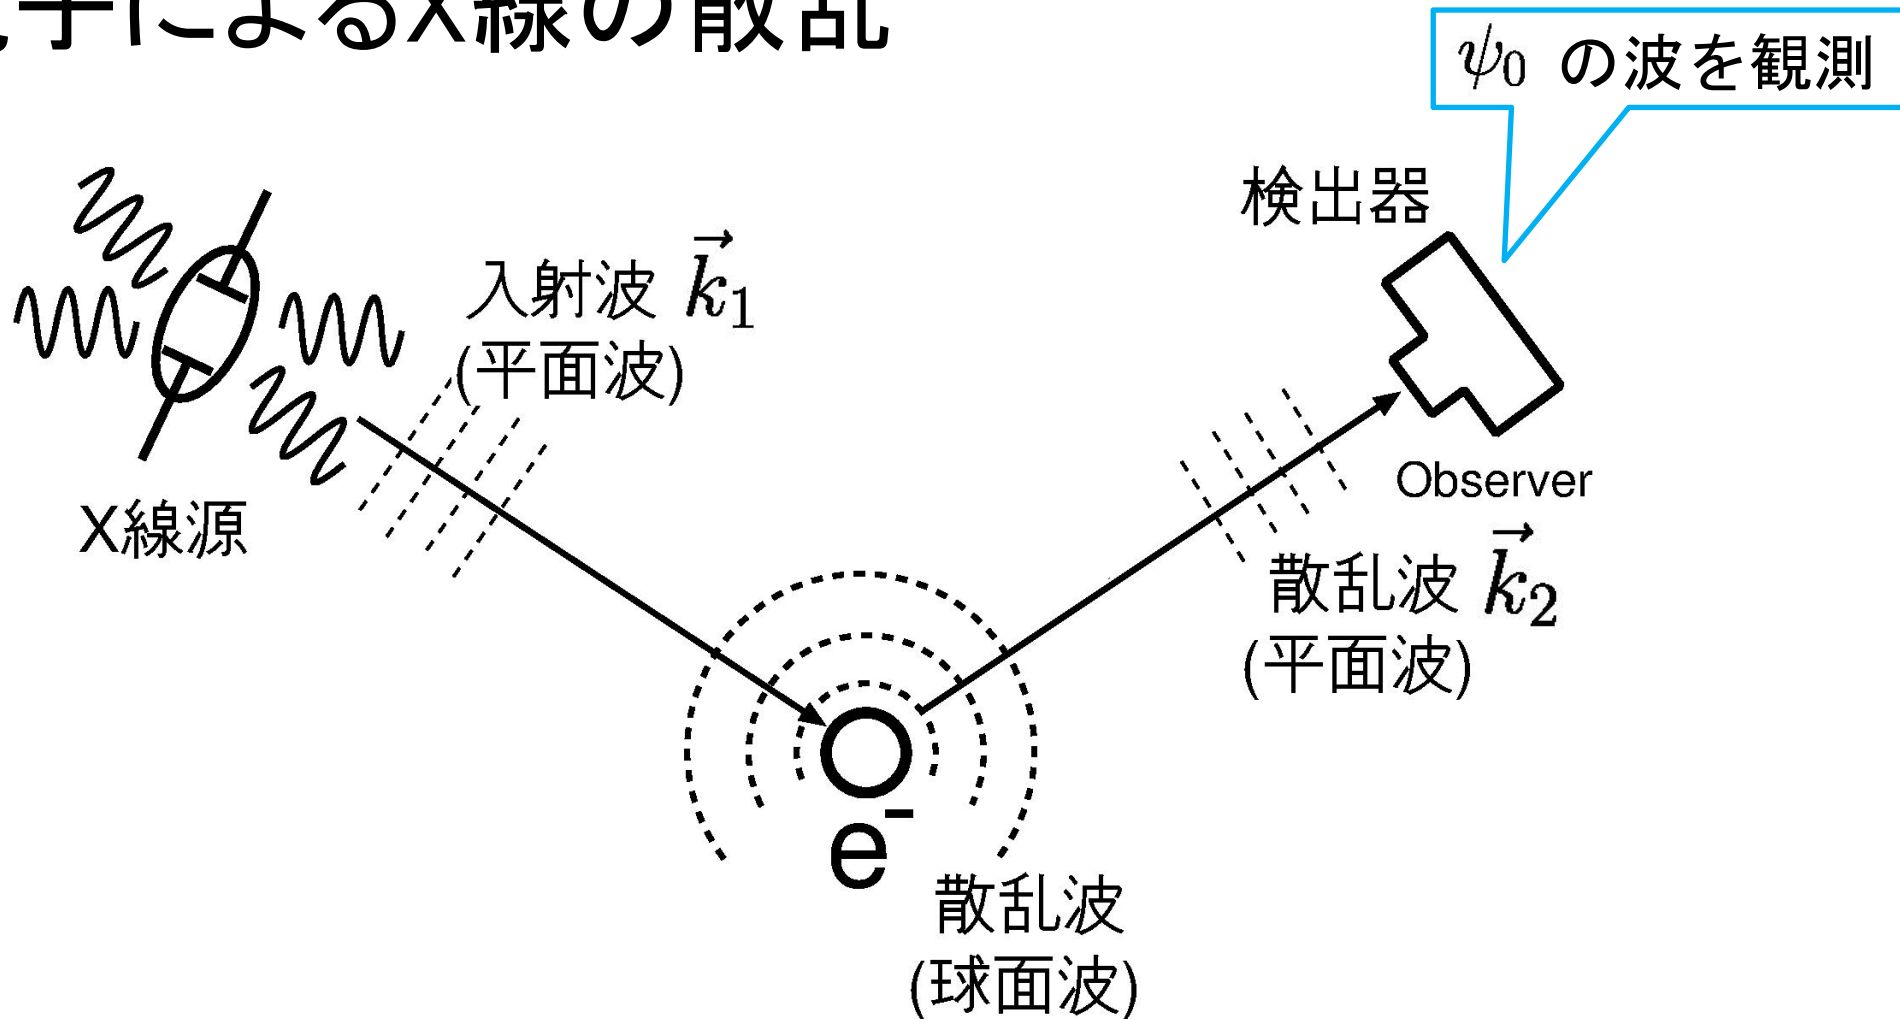 子によるX線の散乱
ψ₀ の波を観測
検出器
入射波 k⃗₁
(平面波)
X線源
Observer
散乱波 k⃗₂
(平面波)
e⁻
散乱波
(球面波)